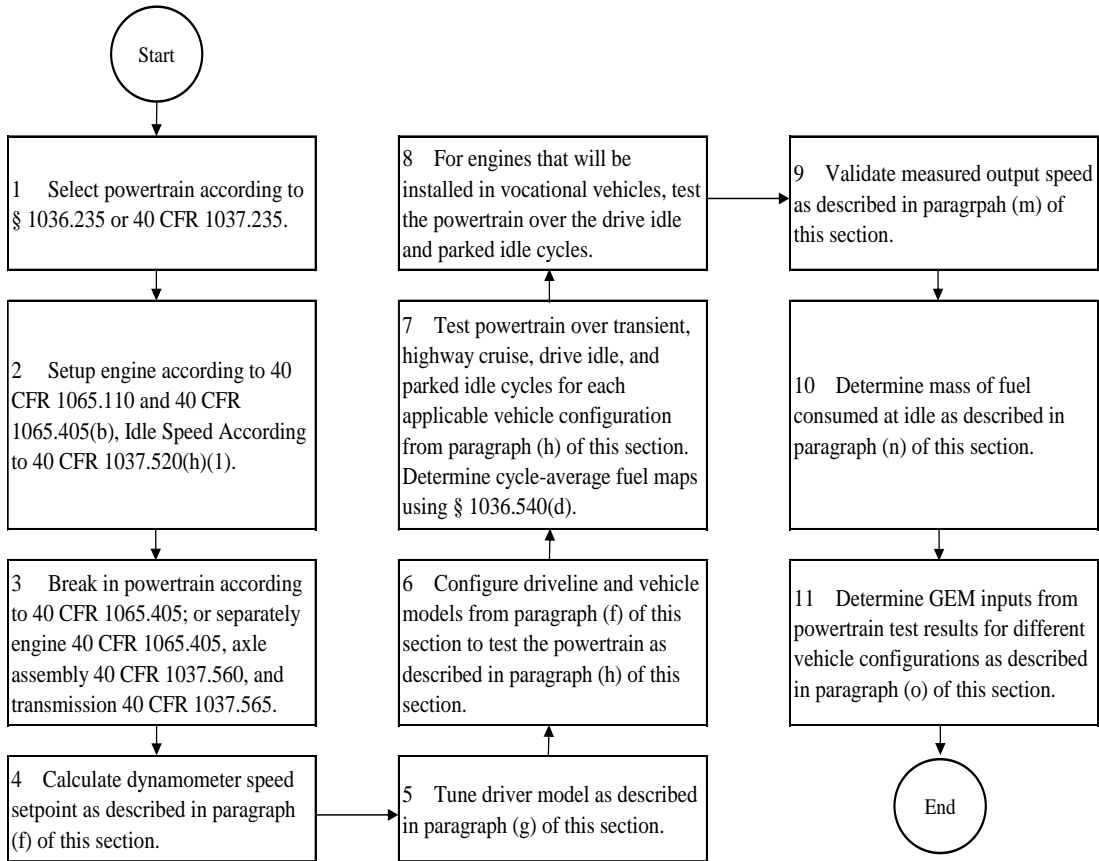 Start
1 Select powertrain according to
§ 1036.235 or 40 CFR 1037.235.
2 Setup engine according to 40
CFR 1065.110 and 40 CFR
1065.405(b), Idle Speed According
to 40 CFR 1037.520(h)(1).
3 Break in powertrain according
to 40 CFR 1065.405; or separately
engine 40 CFR 1065.405, axle
assembly 40 CFR 1037.560, and
transmission 40 CFR 1037.565.
4 Calculate dynamometer speed
setpoint as described in paragraph
(f) of this section.
5 Tune driver model as described
in paragraph (g) of this section.
6 Configure driveline and vehicle
models from paragraph (f) of this
section to test the powertrain as
described in paragraph (h) of this
section.
7 Test powertrain over transient,
highway cruise, drive idle, and
parked idle cycles for each
applicable vehicle configuration
from paragraph (h) of this section.
Determine cycle-average fuel maps
using § 1036.540(d).
8 For engines that will be
installed in vocational vehicles, test
the powertrain over the drive idle
and parked idle cycles.
9 Validate measured output speed
as described in paragrpah (m) of
this section.
10 Determine mass of fuel
consumed at idle as described in
paragraph (n) of this section.
11 Determine GEM inputs from
powertrain test results for different
vehicle configurations as described
in paragraph (o) of this section.
End